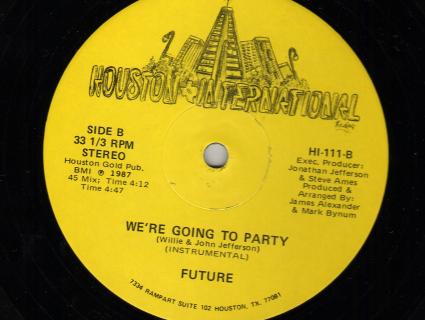 HOUSTON INTERNATIONAL
SIDE B
33 1/3 RPM
STEREO
Houston Gold Pub.
BMI ℗ 1987
45 Mix; Time 4:12
Time 4:47
HI-111-B
Exec. Producer:
Jonathan Jefferson
& Steve Ames
Produced &
Arranged By:
James Alexander
& Mark Bynum
WE'RE GOING TO PARTY
(Willie & John Jefferson)
(INSTRUMENTAL)
FUTURE
7334 RAMPART SUITE 102 HOUSTON, TX. 77081